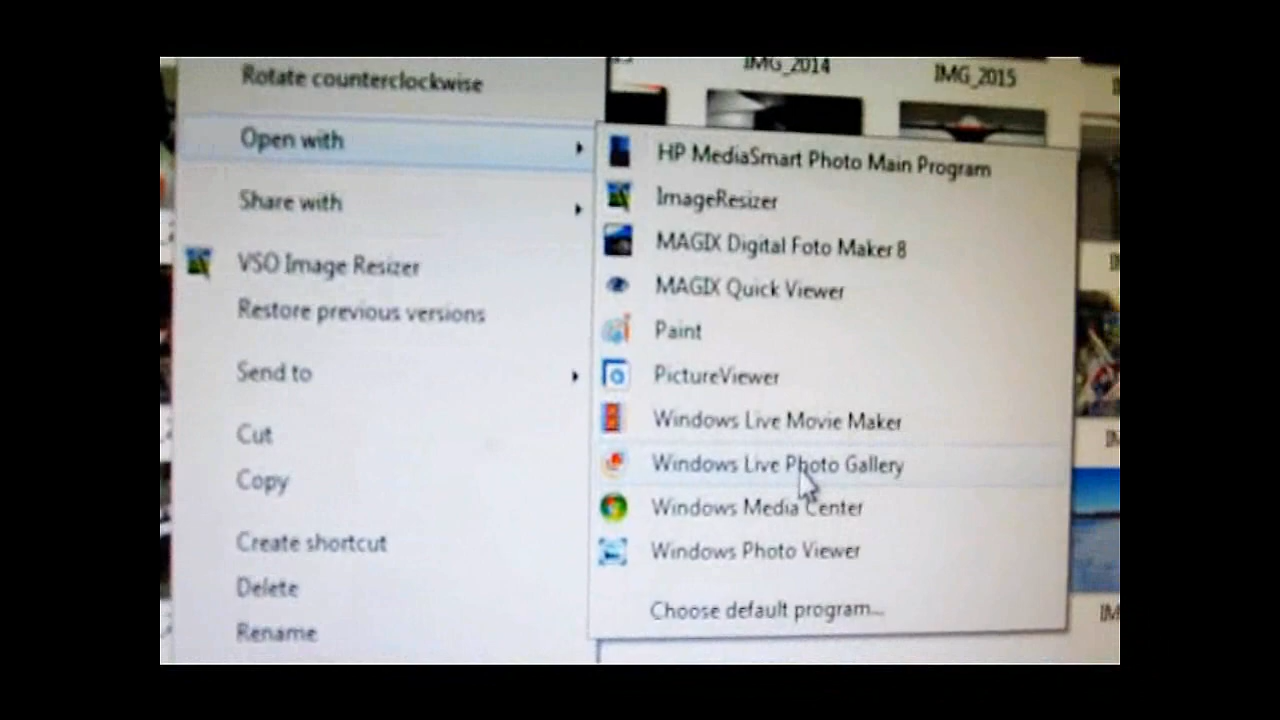 IMG_2014
IMG_2015
Rotate counterclockwise
Open with
Share with
VSO Image Resizer
Restore previous versions
Send to
Cut
Copy
Create shortcut
Delete
Rename
HP MediaSmart Photo Main Program
ImageResizer
MAGIX Digital Foto Maker 8
MAGIX Quick Viewer
Paint
PictureViewer
Windows Live Movie Maker
Windows Live Photo Gallery
Windows Media Center
Windows Photo Viewer
Choose default program...